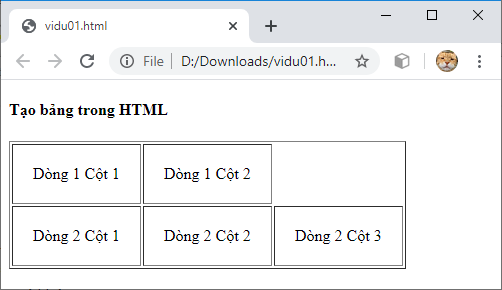 vidu01.html
File D:/Downloads/vidu01.h...
Tạo bảng trong HTML
Dòng 1 Cột 1 Dòng 1 Cột 2
Dòng 2 Cột 1 Dòng 2 Cột 2 Dòng 2 Cột 3